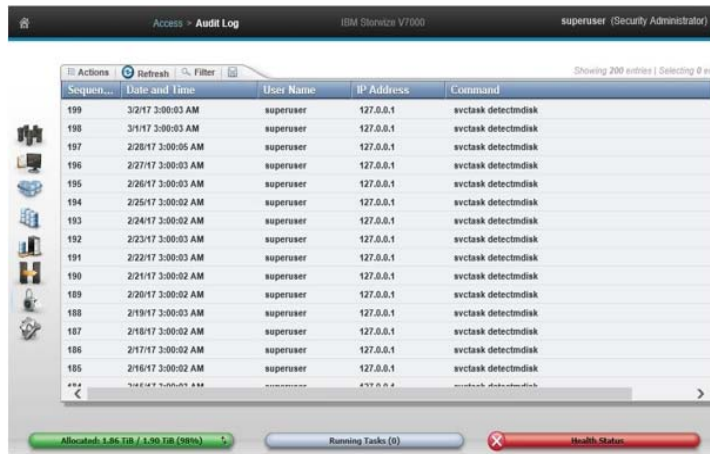 Access > Audit Log
IBM Storwize V7000
superuser (Security Administrator)
Actions Refresh Filter
Showing 200 entries | Selecting 0
Sequen... Date and Time User Name IP Address Command
199 3/2/17 3:00:03 AM superuser 127.0.0.1 svctask detectmdisk
198 3/1/17 3:00:03 AM superuser 127.0.0.1 svctask detectmdisk
197 2/28/17 3:00:05 AM superuser 127.0.0.1 svctask detectmdisk
196 2/27/17 3:00:03 AM superuser 127.0.0.1 svctask detectmdisk
195 2/26/17 3:00:03 AM superuser 127.0.0.1 svctask detectmdisk
194 2/25/17 3:00:02 AM superuser 127.0.0.1 svctask detectmdisk
193 2/24/17 3:00:02 AM superuser 127.0.0.1 svctask detectmdisk
192 2/23/17 3:00:03 AM superuser 127.0.0.1 svctask detectmdisk
191 2/22/17 3:00:03 AM superuser 127.0.0.1 svctask detectmdisk
190 2/21/17 3:00:02 AM superuser 127.0.0.1 svctask detectmdisk
189 2/20/17 3:00:02 AM superuser 127.0.0.1 svctask detectmdisk
188 2/19/17 3:00:03 AM superuser 127.0.0.1 svctask detectmdisk
187 2/18/17 3:00:02 AM superuser 127.0.0.1 svctask detectmdisk
186 2/17/17 3:00:02 AM superuser 127.0.0.1 svctask detectmdisk
185 2/16/17 3:00:02 AM superuser 127.0.0.1 svctask detectmdisk
Allocated: 1.86 TiB / 1.90 TiB (98%)
Running Tasks (0)
Health Status